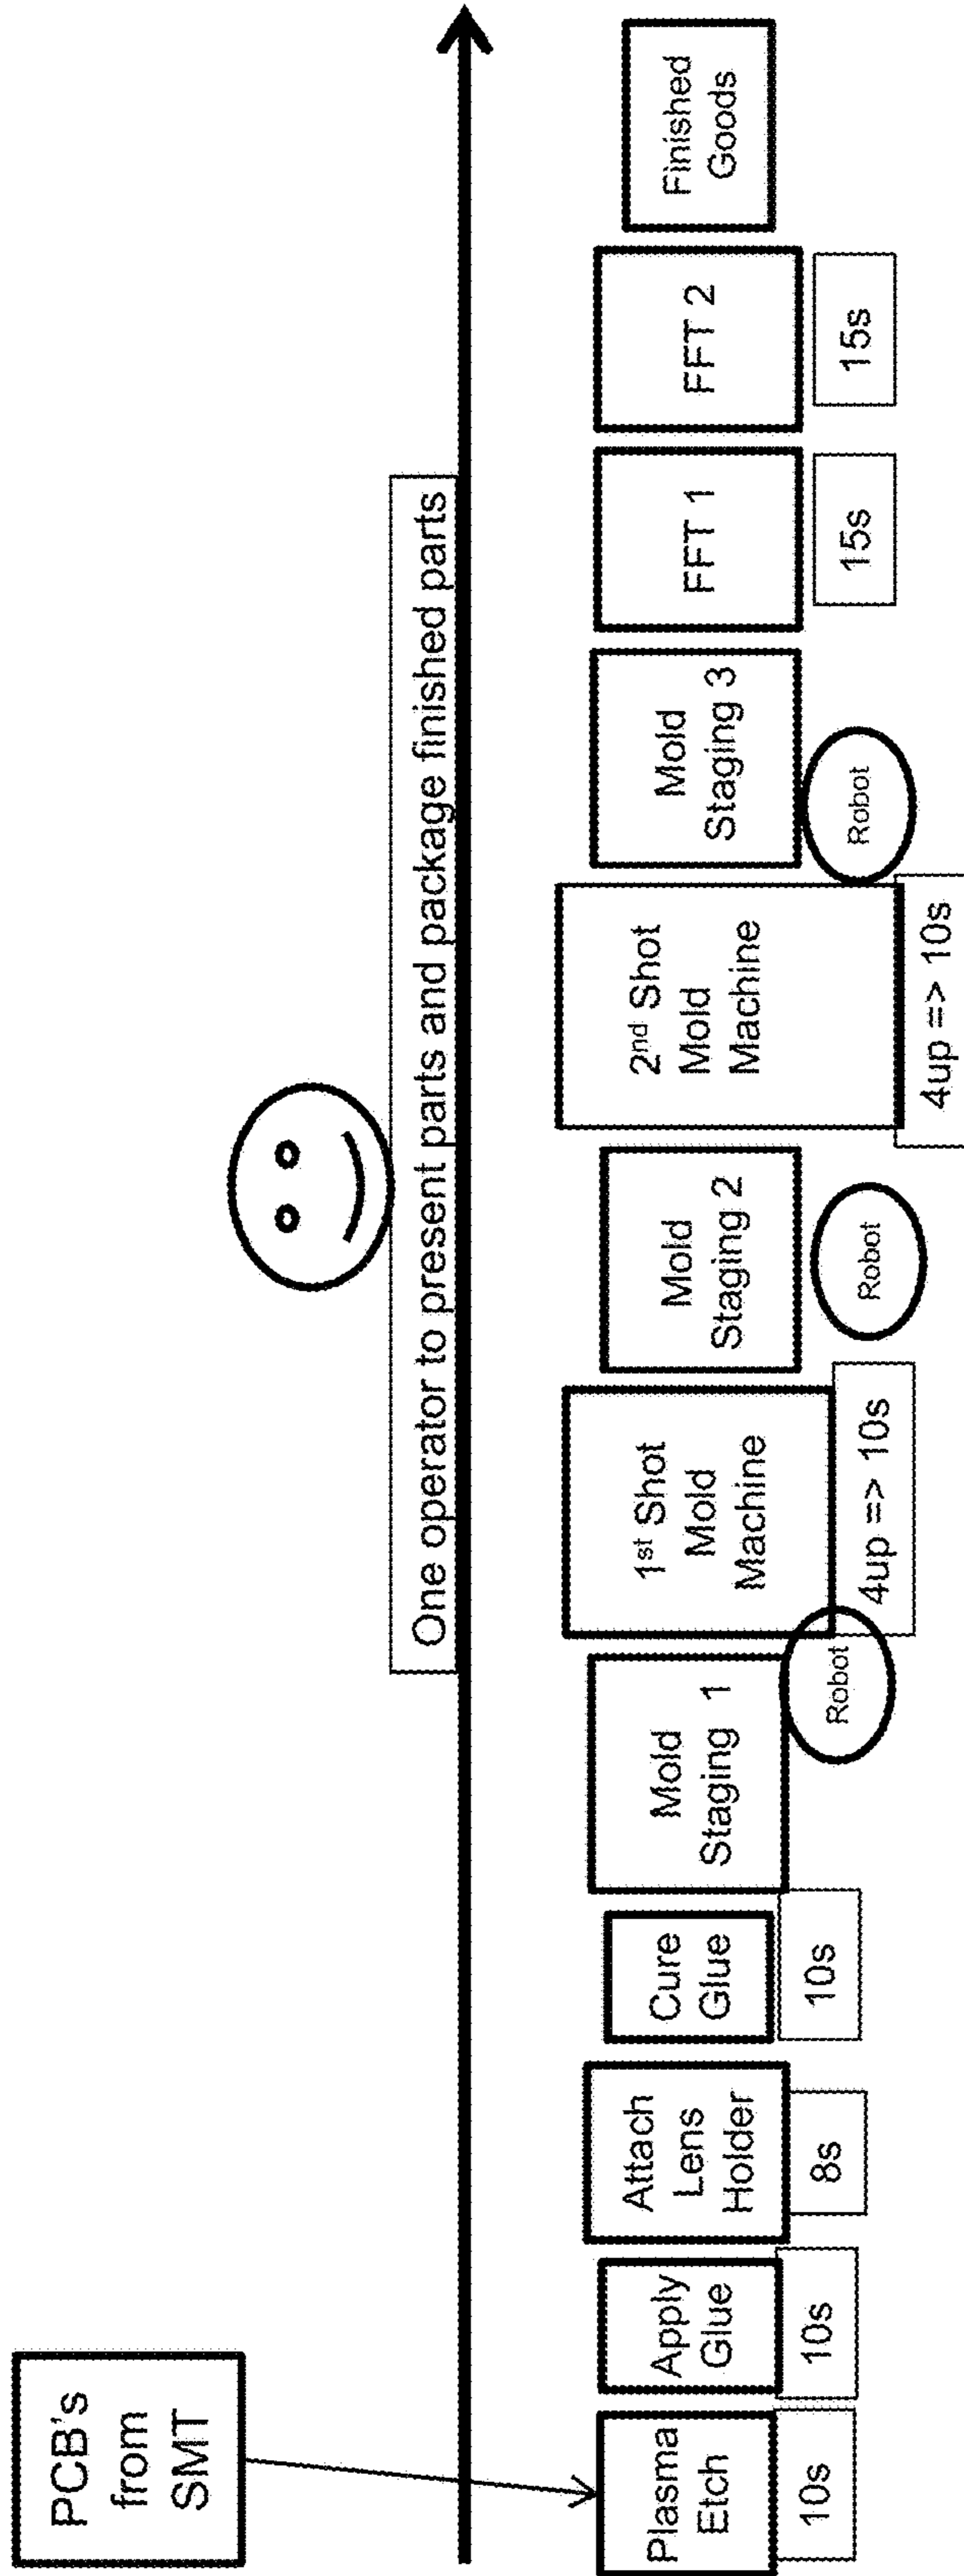 PCB's
from
SMT
One operator to present parts and package finished parts
Plasma
Etch
10s
Apply
Glue
10s
Attach
Lens
Holder
8s
Cure
Glue
10s
Mold
Staging 1
Robot
1st Shot
Mold
Machine
4up => 10s
Mold
Staging 2
Robot
2nd Shot
Mold
Machine
4up => 10s
Mold
Staging 3
Robot
FFT 1
15s
FFT 2
15s
Finished
Goods